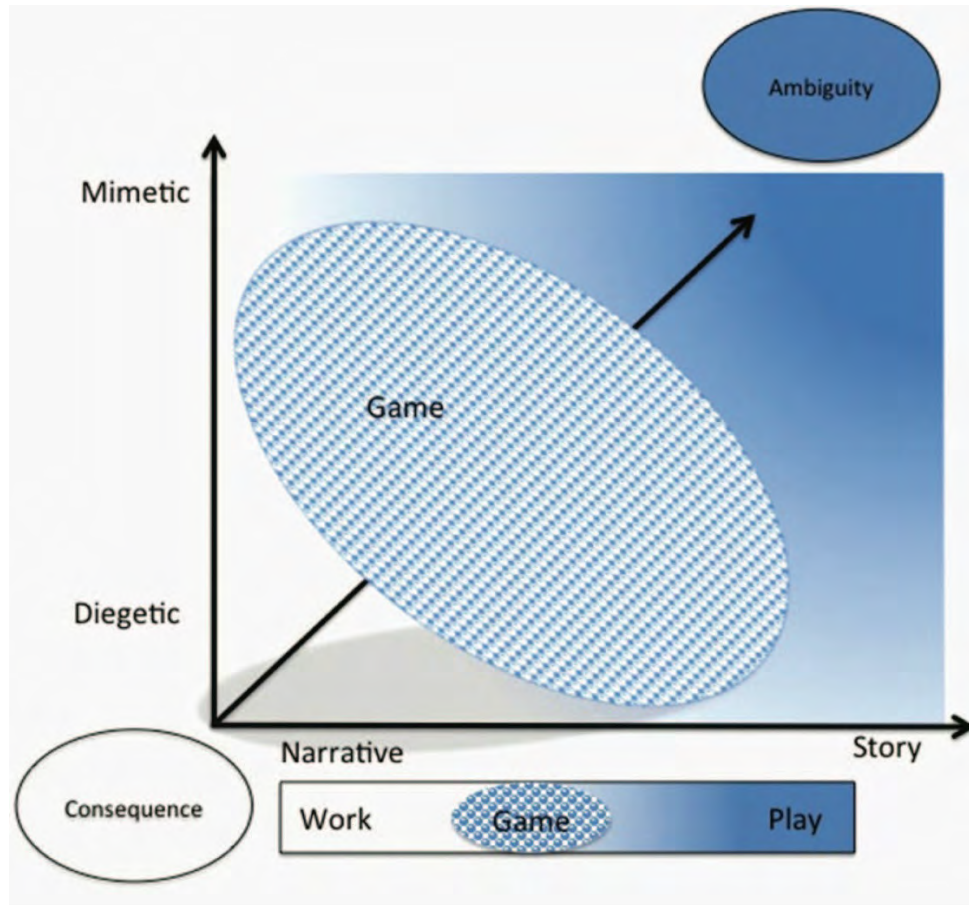 Ambiguity
Mimetic
Game
Diegetic
Narrative
Story
Consequence
Work
Game
Play